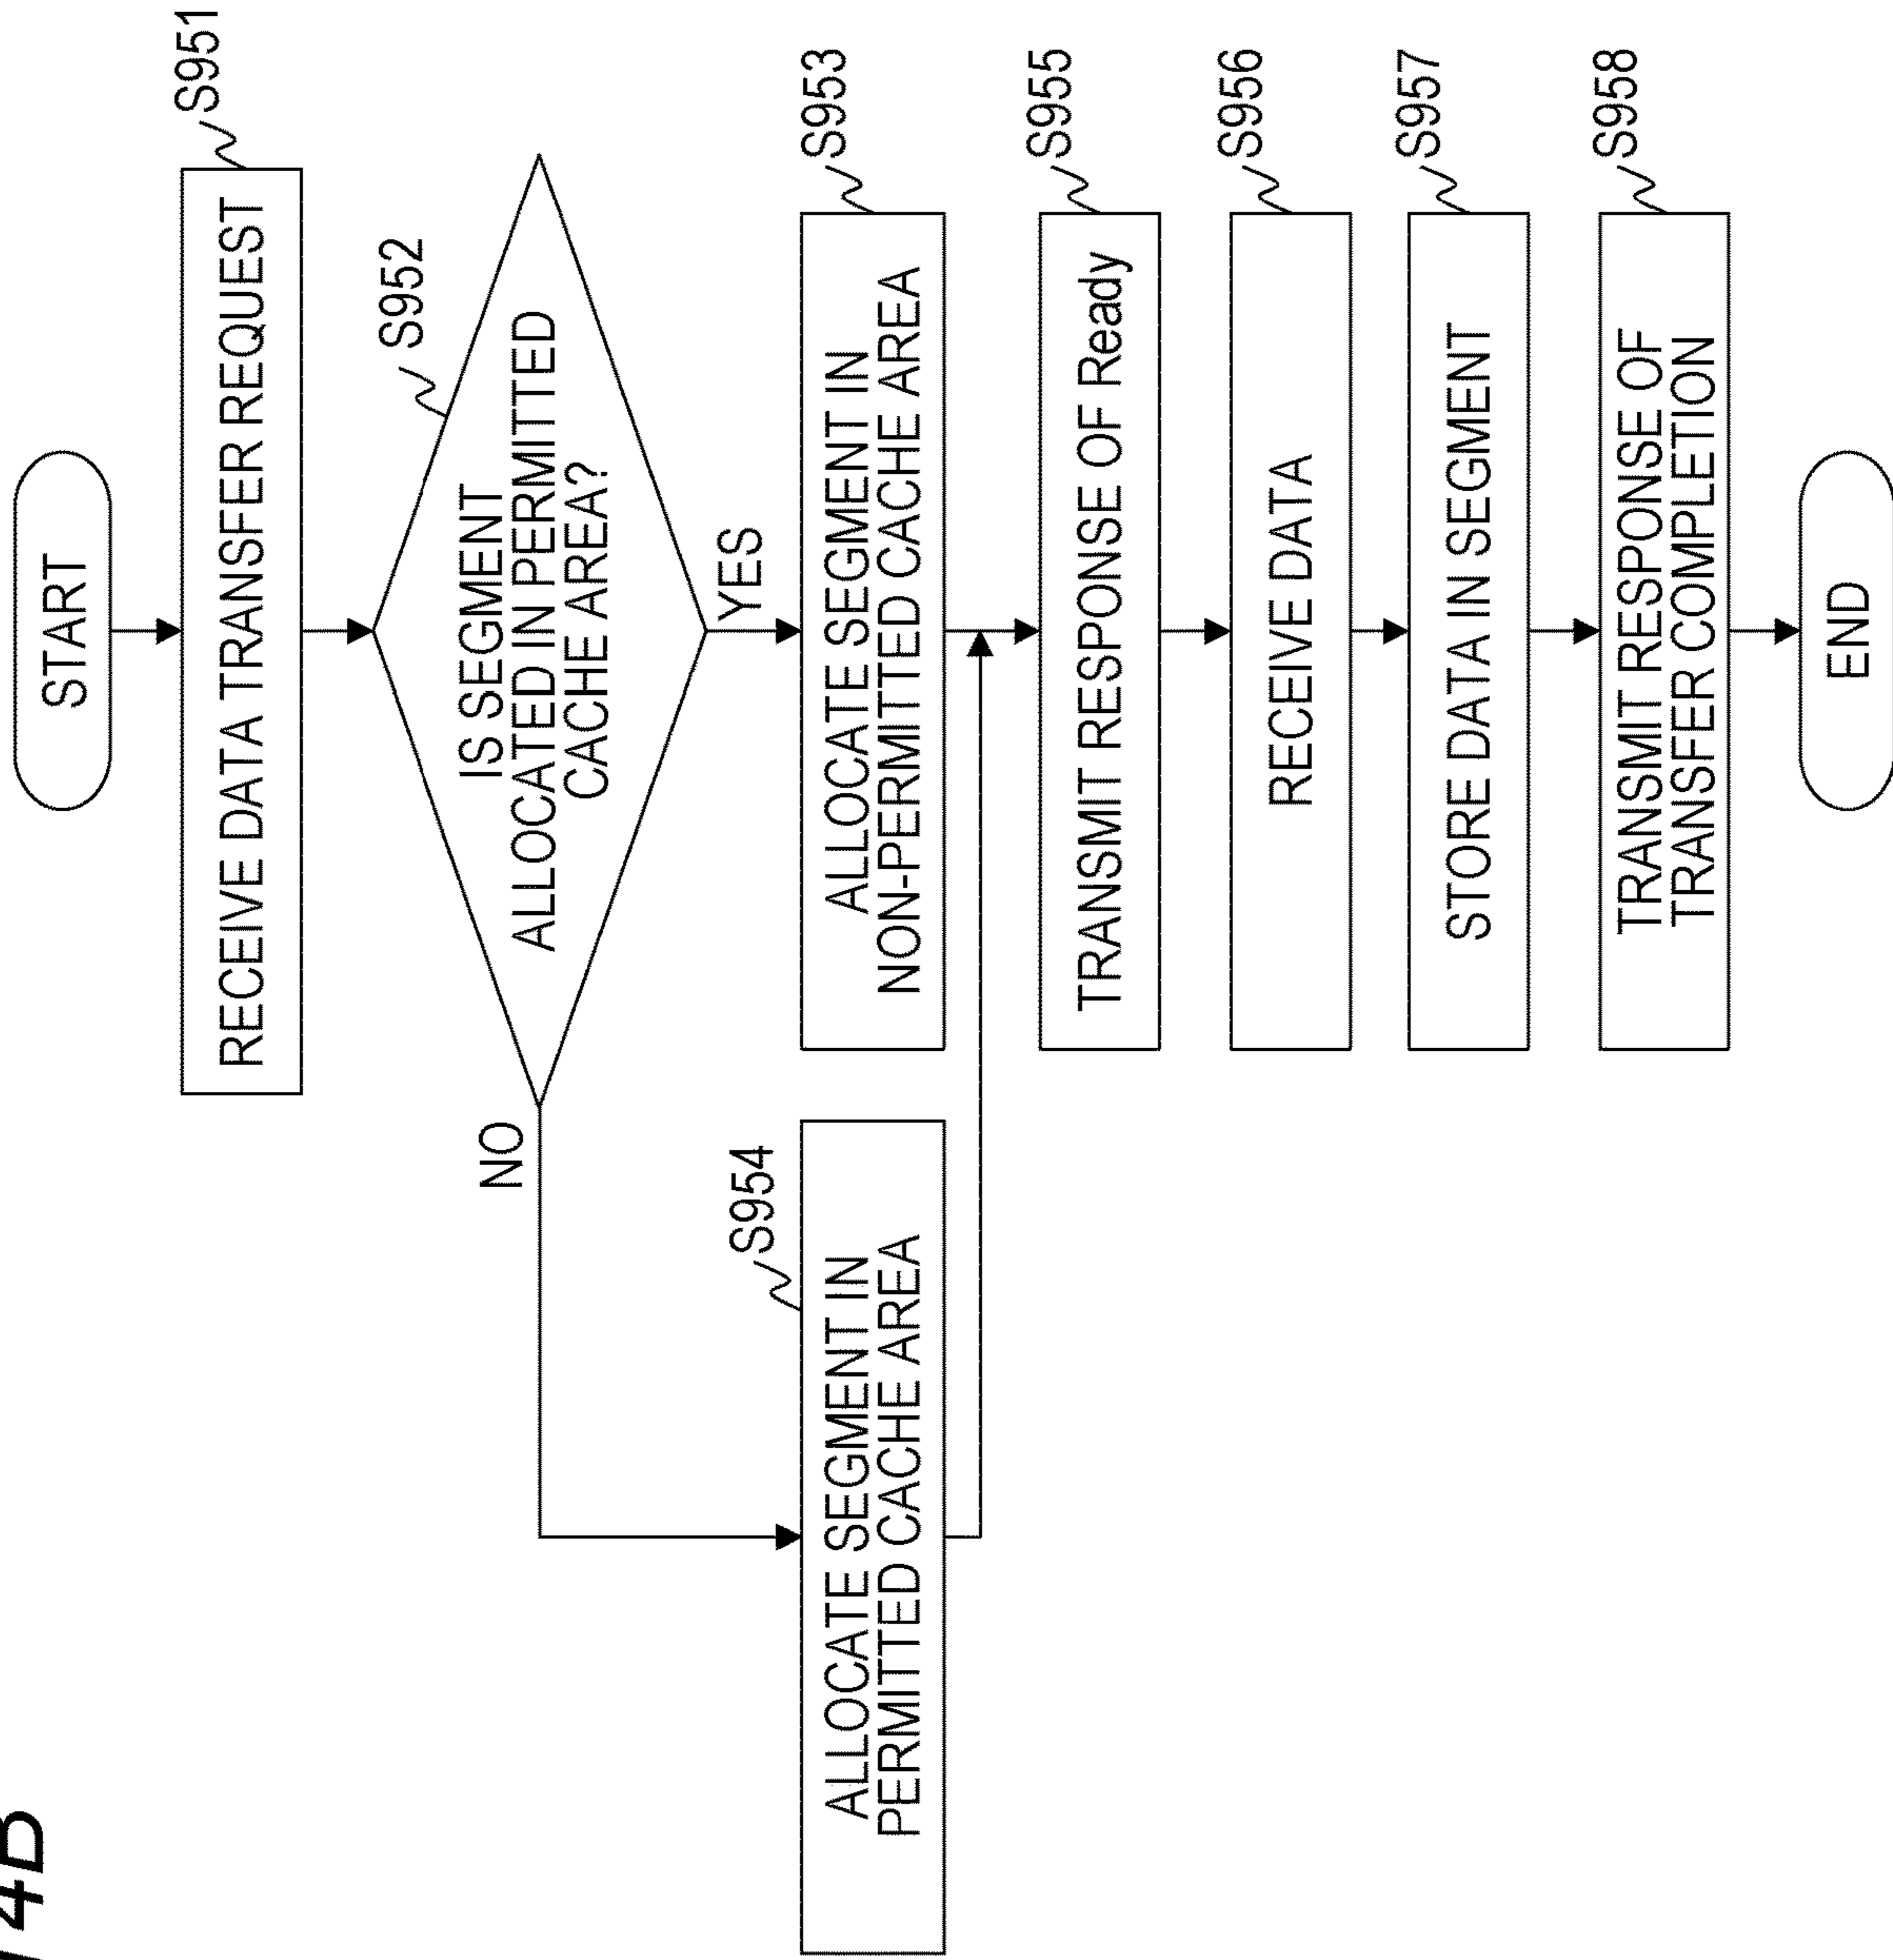 14B
START
RECEIVE DATA TRANSFER REQUEST
S951
IS SEGMENT
ALLOCATED IN PERMITTED
CACHE AREA?
S952
NO
YES
ALLOCATE SEGMENT IN
PERMITTED CACHE AREA
S954
ALLOCATE SEGMENT IN
NON-PERMITTED CACHE AREA
S953
TRANSMIT RESPONSE OF Ready
S955
RECEIVE DATA
S956
STORE DATA IN SEGMENT
S957
TRANSMIT RESPONSE OF
TRANSFER COMPLETION
S958
END